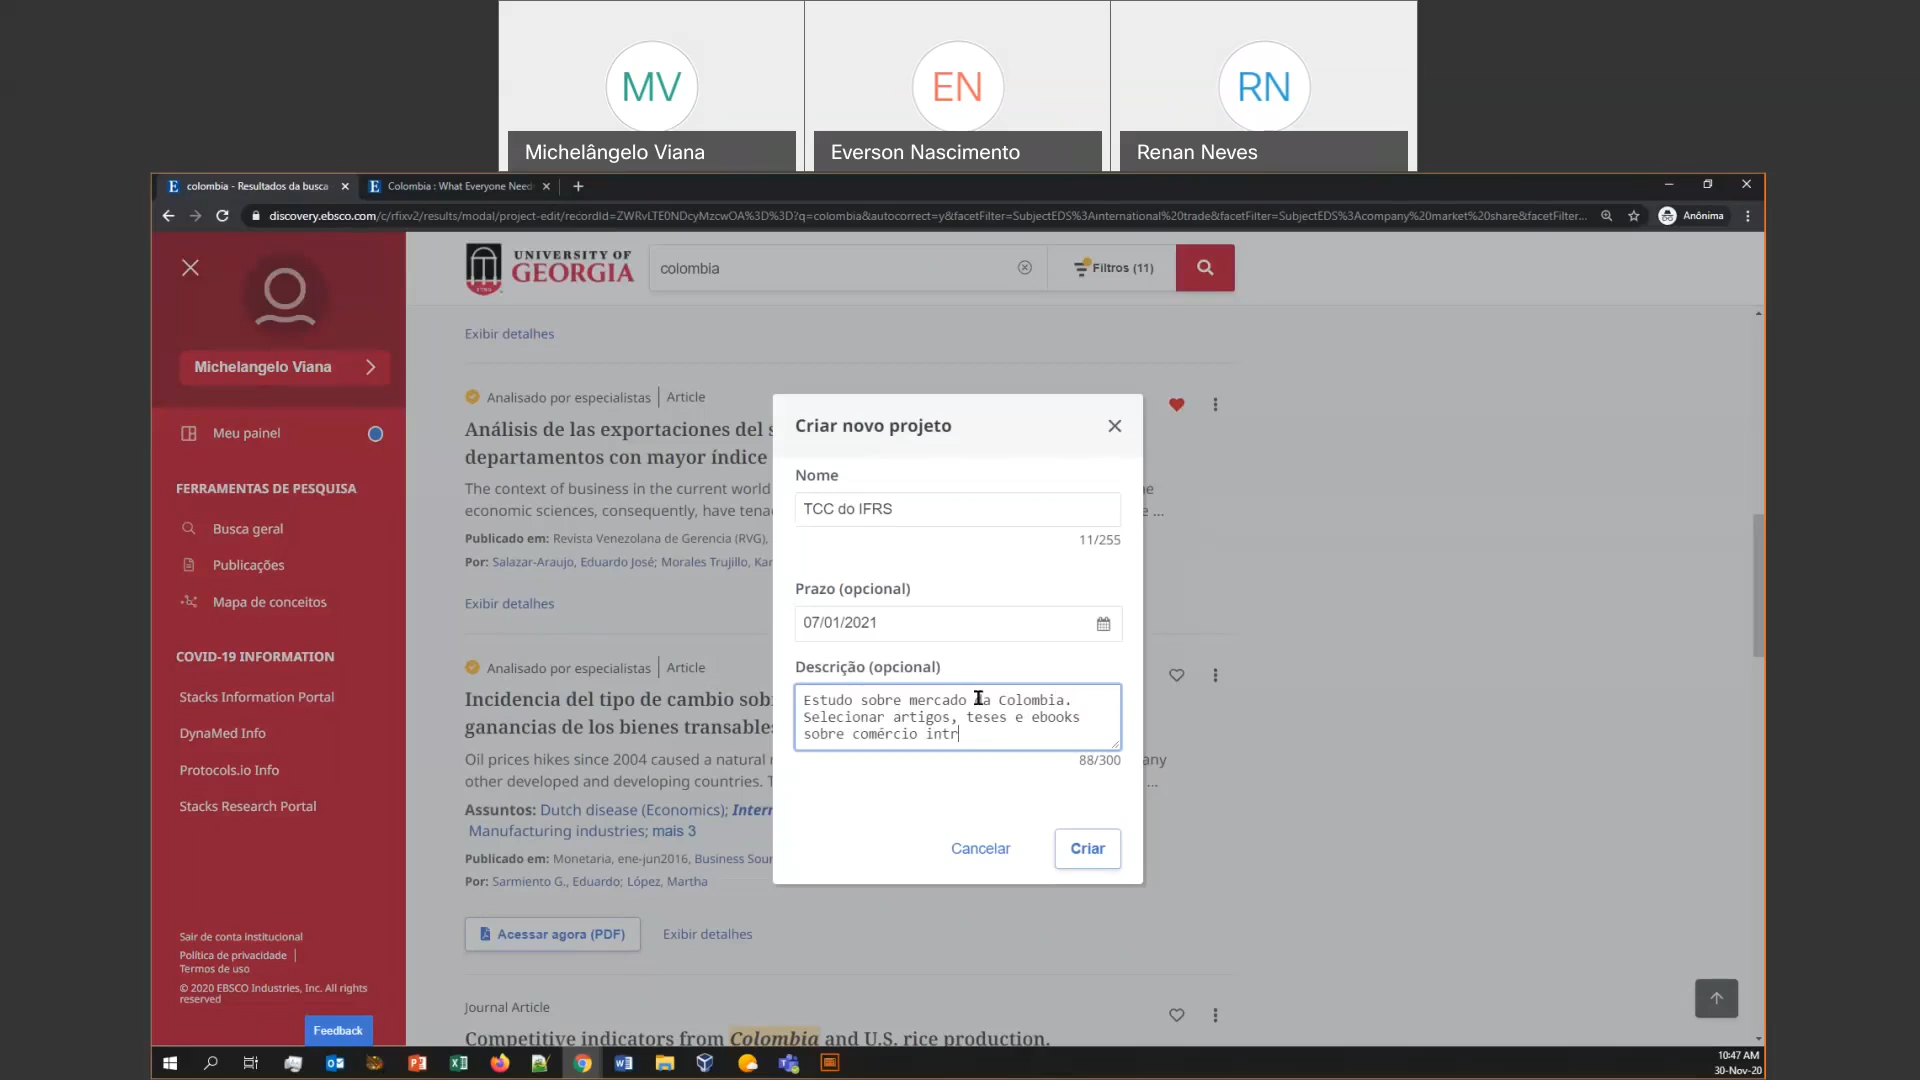 MV
EN
RN
Michelângelo Viana
Everson Nascimento
Renan Neves
colombia - Resultados da busca
Colombia : What Everyone Need
discovery.ebsco.com/c/rfixv2/results/modal/project-edit/recordId=ZWRvLTE0NDcyMzcwOA%3D%3D?q=colombia&autocorrect=y&facetFilter=SubjectEDS%3Ainternational%20trade&facetFilter=SubjectEDS%3Acompany%20market%20share&facetFilter...
Anônima
Michelangelo Viana
Meu painel
FERRAMENTAS DE PESQUISA
Busca geral
Publicações
Mapa de conceitos
COVID-19 INFORMATION
Stacks Information Portal
DynaMed Info
Protocols.io Info
Stacks Research Portal
Sair de conta institucional
Política de privacidade
Termos de uso
© 2020 EBSCO Industries, Inc. All rights
reserved
Feedback
UNIVERSITY OF
GEORGIA
colombia
Filtros (11)
Exibir detalhes
Analisado por especialistas | Article
Análisis de las exportaciones del s
departamentos con mayor índice
The context of business in the current world
economic sciences, consequently, have tena
e ...
Publicado em: Revista Venezolana de Gerencia (RVG),
Por: Salazar-Araujo, Eduardo José; Morales Trujillo, Kar
Exibir detalhes
Analisado por especialistas | Article
Incidencia del tipo de cambio sob
ganancias de los bienes transables
Oil prices hikes since 2004 caused a natural r
any
other developed and developing countries. T
...
Assuntos: Dutch disease (Economics); Intern
Manufacturing industries; mais 3
Publicado em: Monetaria, ene-jun2016, Business Sour
Por: Sarmiento G., Eduardo; López, Martha
Acessar agora (PDF)
Exibir detalhes
Journal Article
Competitive indicators from Colombia and U.S. rice production.
Criar novo projeto
Nome
TCC do IFRS
11/255
Prazo (opcional)
07/01/2021
Descrição (opcional)
Estudo sobre mercado da Colombia.
Selecionar artigos, teses e ebooks
sobre comércio intr
88/300
Cancelar
Criar
10:47 AM
30-Nov-20